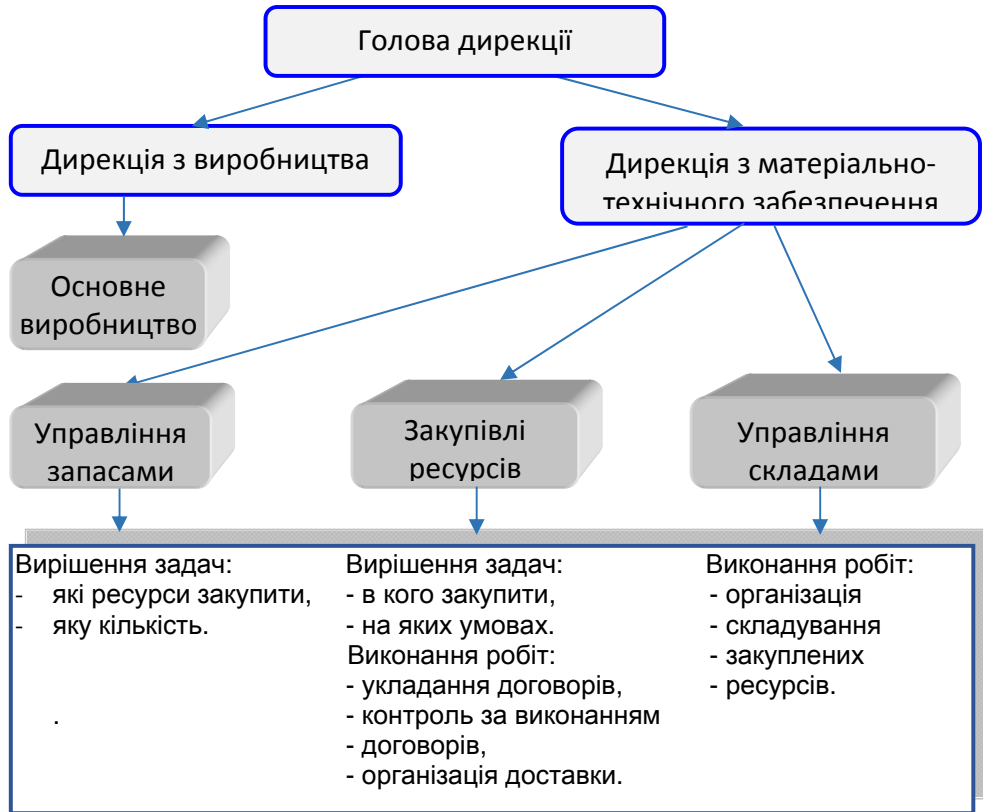 Голова дирекції
Дирекція з виробництва
Дирекція з матеріально-
технічного забезпечення
Основне
виробництво
Управління
запасами
Закупівлі
ресурсів
Управління
складами
Вирішення задач:
- які ресурси закупити,
- яку кількість.
.
Вирішення задач:
- в кого закупити,
- на яких умовах.
Виконання робіт:
- укладання договорів,
- контроль за виконанням
- договорів,
- організація доставки.
Виконання робіт:
- організація
- складування
- закуплених
- ресурсів.